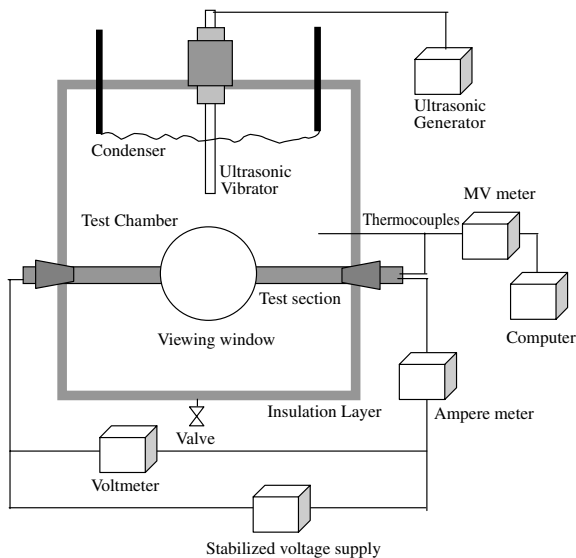 Ultrasonic
Generator
Condenser
Ultrasonic
Vibrator
MV meter
Test Chamber
Thermocouples
Test section
Computer
Viewing window
Insulation Layer
Ampere meter
Valve
Voltmeter
Stabilized voltage supply